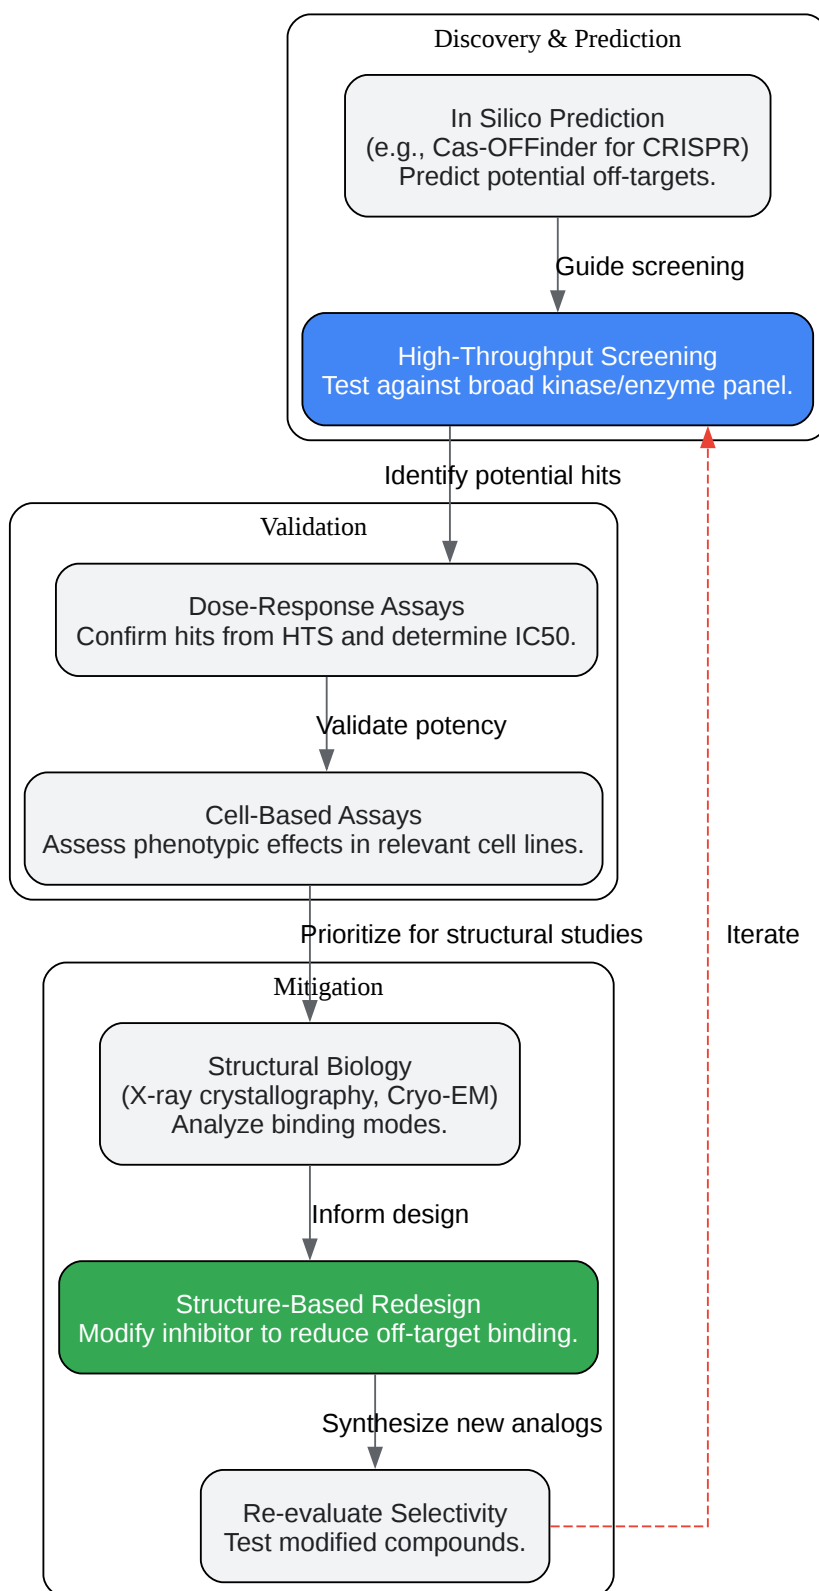 Discovery & Prediction
In Silico Prediction
(e.g., Cas-OFFinder for CRISPR)
Predict potential off-targets.
Guide screening
High-Throughput Screening
Test against broad kinase/enzyme panel.
Identify potential hits
Validation
Dose-Response Assays
Confirm hits from HTS and determine IC50.
Validate potency
Cell-Based Assays
Assess phenotypic effects in relevant cell lines.
Prioritize for structural studies
Iterate
Mitigation
Structural Biology
(X-ray crystallography, Cryo-EM)
Analyze binding modes.
Inform design
Structure-Based Redesign
Modify inhibitor to reduce off-target binding.
Synthesize new analogs
Re-evaluate Selectivity
Test modified compounds.